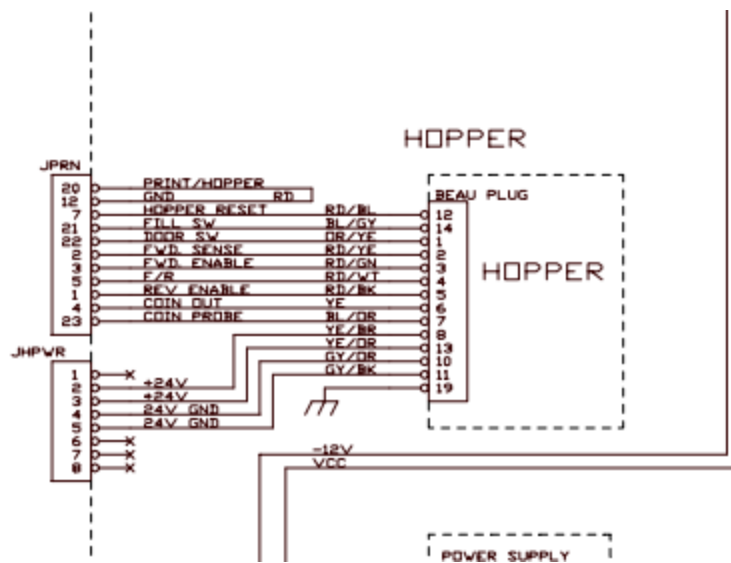 HOPPER
JPRN
BEAU PLUG
20 PRINT/HOPPER
12 GND RD
7 HOPPER RESET RD/BL 12
21 FILL SW BL/GY 14
22 DOOR SW OR/YE 1
2 FWD. SENSE RD/YE 2
3 FWD. ENABLE RD/GN 3
5 F/R RD/WT 4
1 REV ENABLE RD/BK 5
4 COIN OUT YE 6
23 COIN PROBE BL/OR 7
YE/BR 8
YE/OR 13
GY/OR 10
GY/BK 11
19
HOPPER
JHPWR
1
2 +24V
3 +24V
4 24V GND
5 24V GND
6
7
8
-12V
VCC
POWER SUPPLY